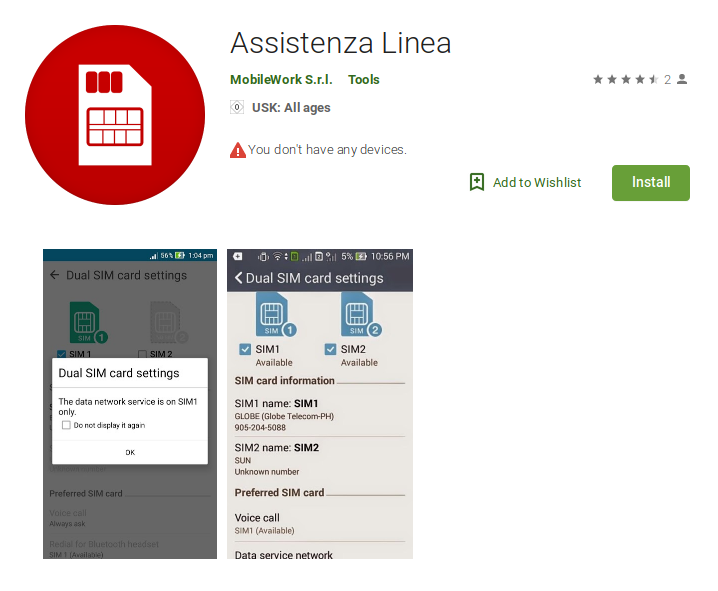 Assistenza Linea
MobileWork S.r.l. Tools
2
0 USK: All ages
You don't have any devices.
Add to Wishlist
Install
56% 1:04 pm
Dual SIM card settings
SIM 1
SIM 1 SIM 2
Dual SIM card settings
The data network service is on SIM1
only.
Do not display it again
OK
Preferred SIM card
Voice call
Always ask
Redial for Bluetooth headset
SIM 1 (Available)
2 5% 10:56 PM
Dual SIM card settings
SIM 1 SIM 2
SIM1 SIM2
Available Available
SIM card information
SIM1 name: SIM1
GLOBE (Globe Telecom-PH)
905-204-5088
SIM2 name: SIM2
SUN
Unknown number
Preferred SIM card
Voice call
SIM1 (Available)
Data service network